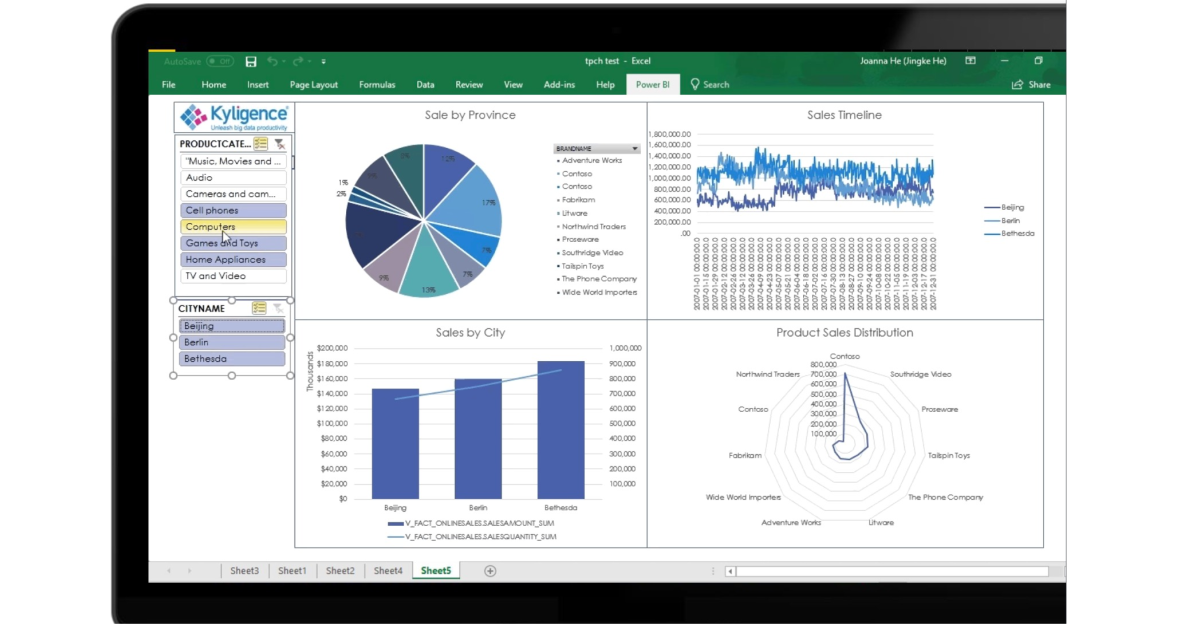 AutoSave Off
tpch test - Excel
Joanna He (Jingke He)
File Home Insert Page Layout Formulas Data Review View Add-ins Help Power BI Search Share
Kyligence
Unleash big data productivity
PRODUCTCATE...
"Music, Movies and ...
Audio
Cameras and cam...
Cell phones
Computers
Games and Toys
Home Appliances
TV and Video
CITYNAME
Beijing
Berlin
Bethesda
Sale by Province
12%
17%
7%
7%
13%
9%
2%
1%
BRANDNAME
Adventure Works
Contoso
Contoso
Fabrikam
Litware
Northwind Traders
Proseware
Southridge Video
Tailspin Toys
The Phone Company
Wide World Importers
Sales Timeline
1,800,000.00
1,600,000.00
1,400,000.00
1,200,000.00
1,000,000.00
800,000.00
600,000.00
400,000.00
200,000.00
.00
Beijing
Berlin
Bethesda
Sales by City
Thousands
$200,000
$180,000
$160,000
$140,000
$120,000
$100,000
$80,000
$60,000
$40,000
$20,000
$0
1,000,000
900,000
800,000
700,000
600,000
500,000
400,000
300,000
200,000
100,000
Beijing Berlin Bethesda
V_FACT_ONLINESALES.SALESAMOUNT_SUM
V_FACT_ONLINESALES.SALESQUANTITY_SUM
Product Sales Distribution
Contoso
800,000
700,000
600,000
500,000
400,000
300,000
200,000
100,000
Northwind Traders
Southridge Video
Contoso
Proseware
Fabrikam
Tailspin Toys
Wide World Importers
The Phone Company
Adventure Works
Litware
Sheet3 Sheet1 Sheet2 Sheet4 Sheet5